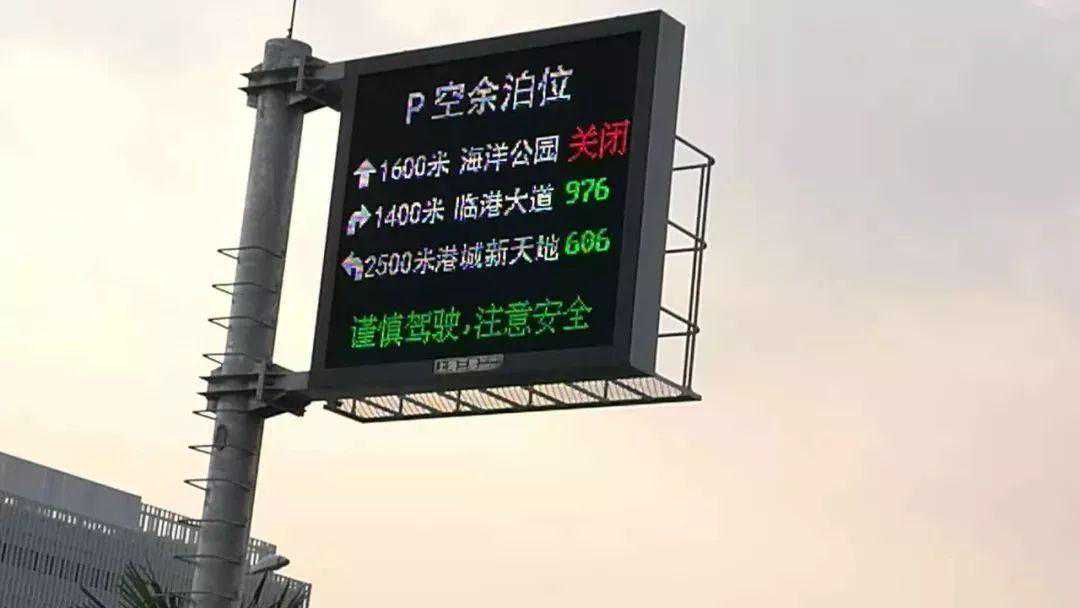 P 空余泊位
1600米 海洋公园 关闭
1400米 临港大道 976
2500米港城新天地 606
谨慎驾驶,注意安全